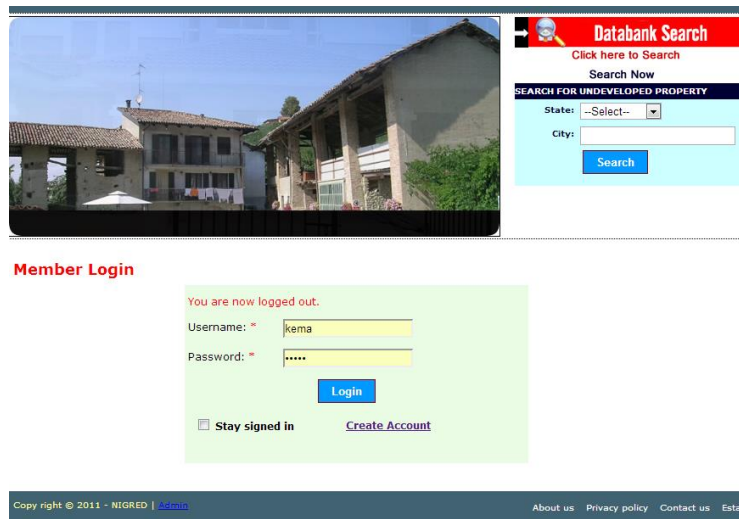 Databank Search
Click here to Search
Search Now
SEARCH FOR UNDEVELOPED PROPERTY
State: --Select--
City:
Search
Member Login
You are now logged out.
Username: * kema
Password: * •••••
Login
Stay signed in Create Account
Copy right © 2011 - NIGRED | Admin About us Privacy policy Contact us Esta